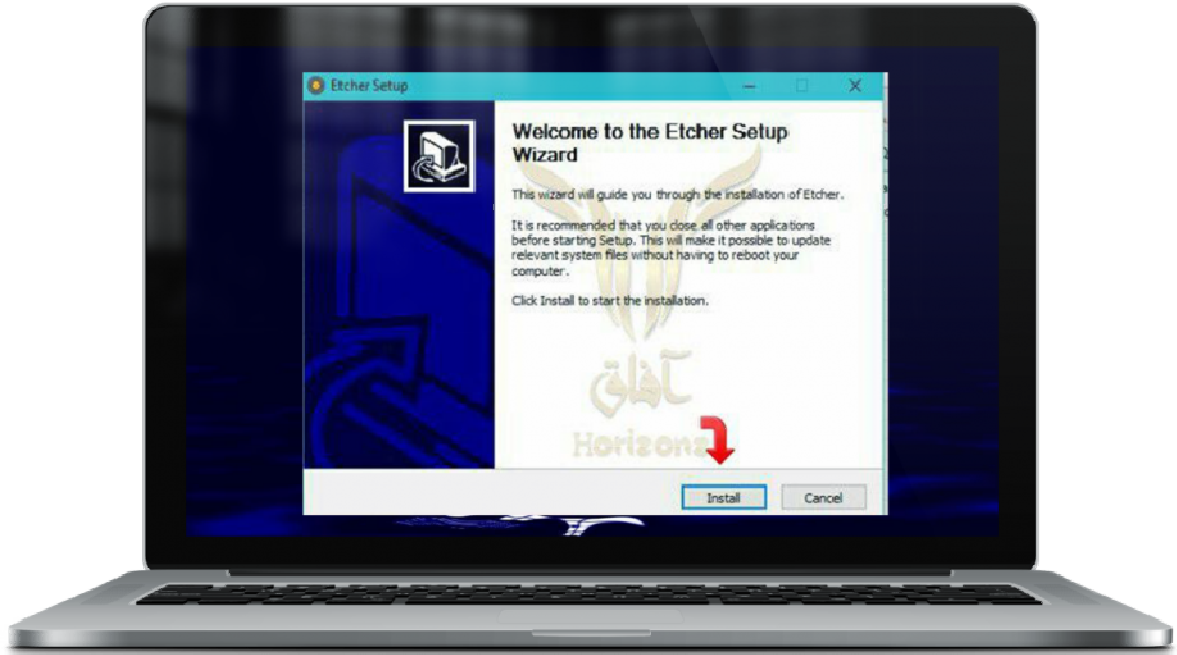 Etcher Setup
Welcome to the Etcher Setup
Wizard
This wizard will guide you through the installation of Etcher.
It is recommended that you close all other applications
before starting Setup. This will make it possible to update
relevant system files without having to reboot your
computer.
Click Install to start the installation.
آفاق
Horizons
Install
Cancel